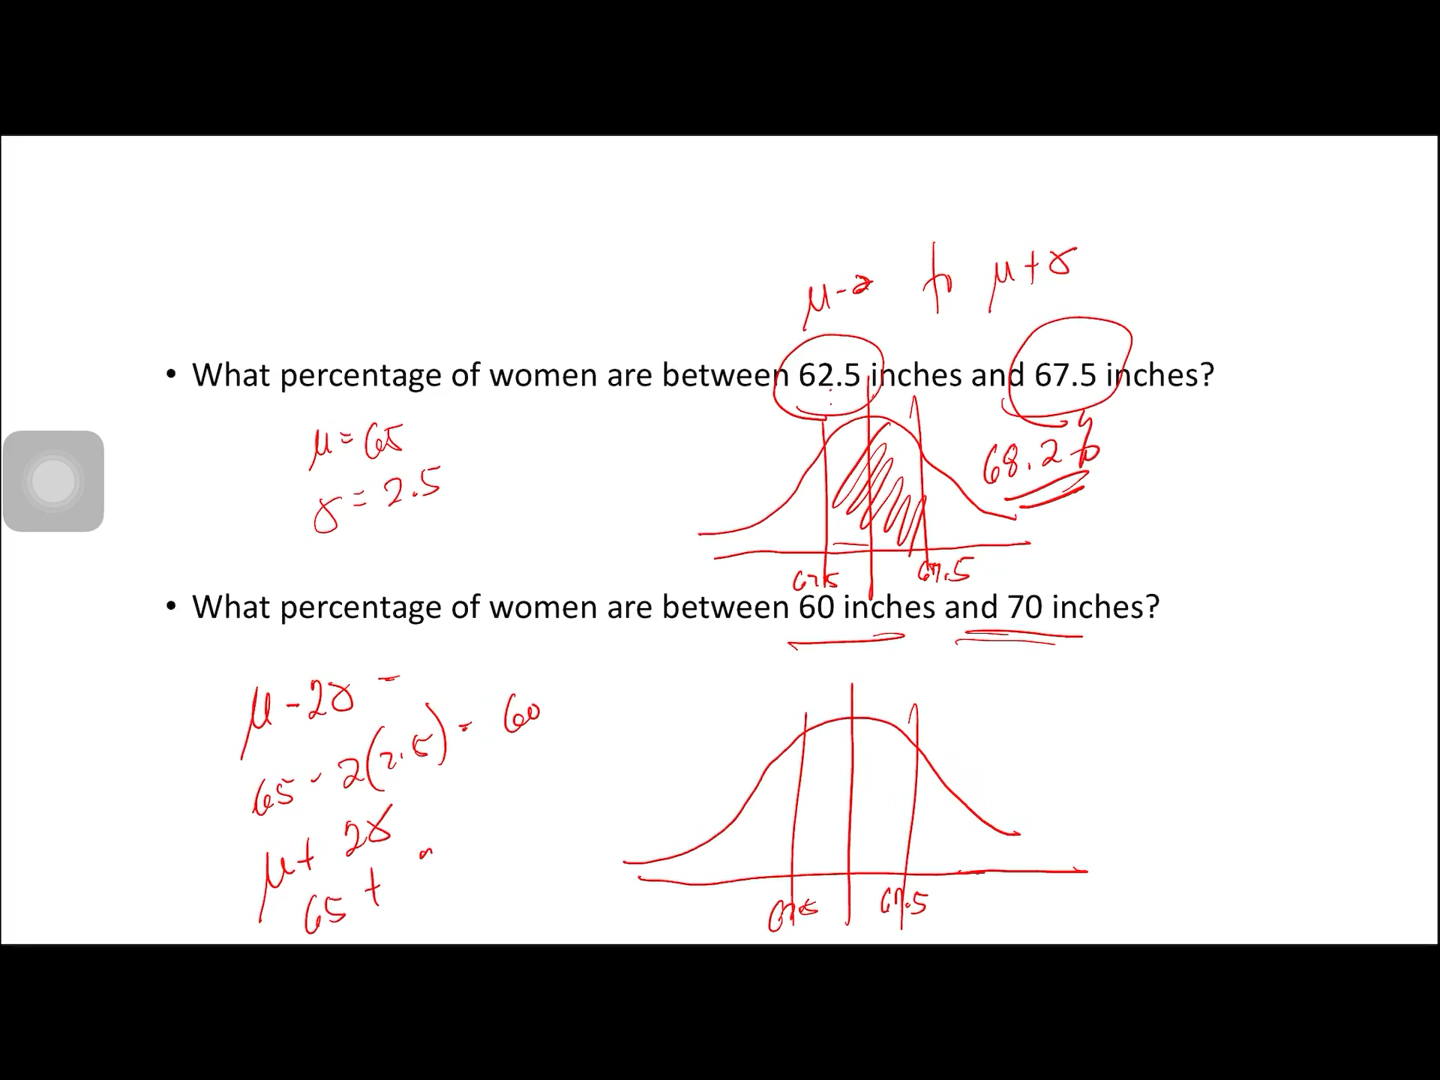 μ-σ to μ+σ
• What percentage of women are between 62.5 inches and 67.5 inches?
μ = 65
68.2%
σ = 2.5
62.5 67.5
• What percentage of women are between 60 inches and 70 inches?
μ - 2σ =
65 - 2(2.5) = 60
μ + 2σ
65 +
62.5 67.5